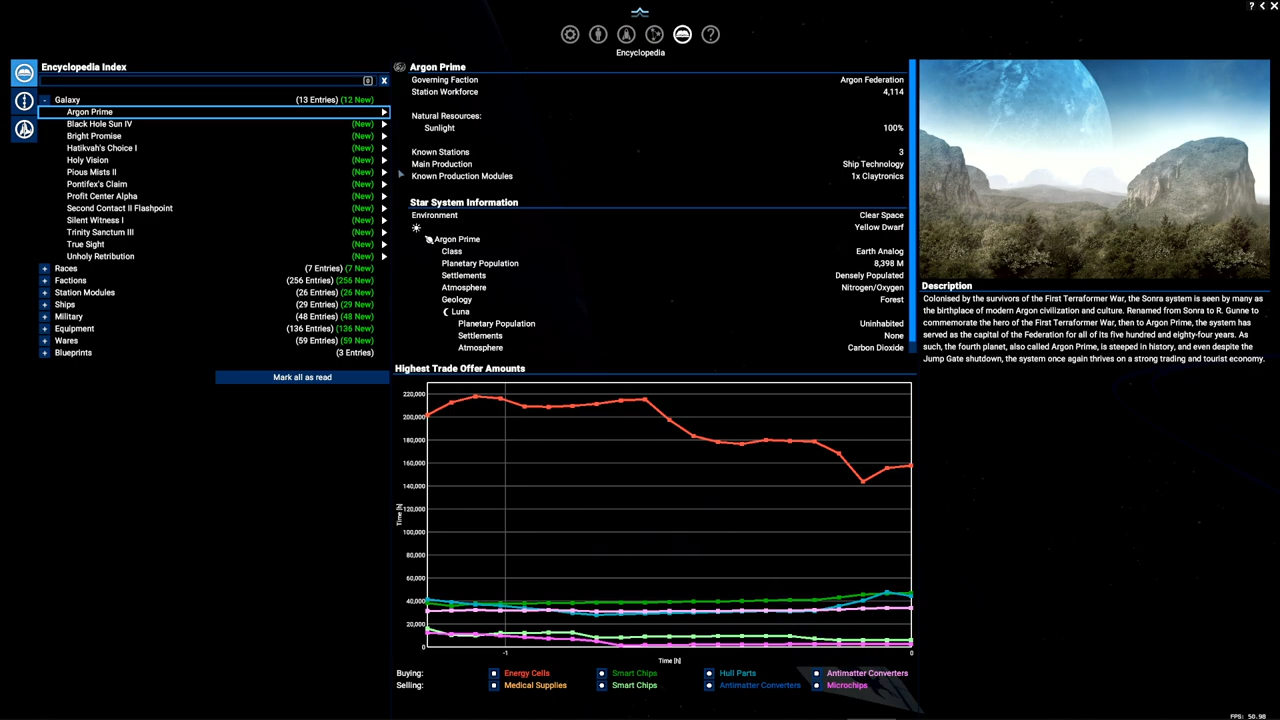 ? < X
Encyclopedia
Encyclopedia Index
0 X
- Galaxy (13 Entries) (12 New)
Argon Prime
Black Hole Sun IV (New)
Bright Promise (New)
Hatikvah's Choice I (New)
Holy Vision (New)
Pious Mists II (New)
Pontifex's Claim (New)
Profit Center Alpha (New)
Second Contact II Flashpoint (New)
Silent Witness I (New)
Trinity Sanctum III (New)
True Sight (New)
Unholy Retribution (New)
+ Races (7 Entries) (7 New)
+ Factions (256 Entries) (256 New)
+ Station Modules (26 Entries) (26 New)
+ Ships (29 Entries) (29 New)
+ Military (48 Entries) (48 New)
+ Equipment (136 Entries) (136 New)
+ Wares (59 Entries) (59 New)
+ Blueprints (3 Entries)
Mark all as read
Argon Prime
Governing Faction Argon Federation
Station Workforce 4,114
Natural Resources:
Sunlight 100%
Known Stations 3
Main Production Ship Technology
Known Production Modules 1x Claytronics
Star System Information
Environment Clear Space
Yellow Dwarf
Argon Prime
Class Earth Analog
Planetary Population 8,398 M
Settlements Densely Populated
Atmosphere Nitrogen/Oxygen
Geology Forest
Luna
Planetary Population Uninhabited
Settlements None
Atmosphere Carbon Dioxide
Highest Trade Offer Amounts
220,000
200,000
180,000
160,000
140,000
120,000
100,000
80,000
60,000
40,000
20,000
0
Time [h]
-1 0
Time [h]
Buying: Energy Cells Smart Chips Hull Parts Antimatter Converters
Selling: Medical Supplies Smart Chips Antimatter Converters Microchips
Description
Colonised by the survivors of the First Terraformer War, the Sonra system is seen by many as
the birthplace of modern Argon civilization and culture. Renamed from Sonra to R. Gunne to
commemorate the hero of the First Terraformer War, then to Argon Prime, the system has
served as the capital of the Federation for all of its five hundred and eighty-four years. As
such, the fourth planet, also called Argon Prime, is steeped in history, and even despite the
Jump Gate shutdown, the system once again thrives on a strong trading and tourist economy.
FPS: 50.98